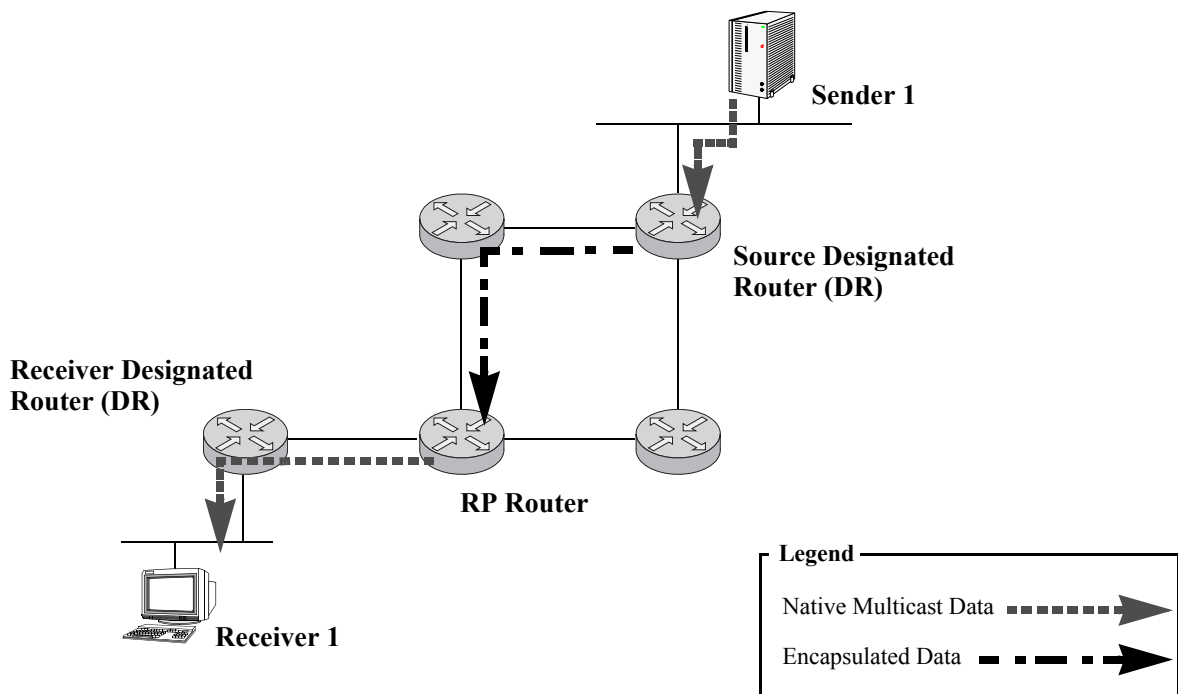 Sender 1
Source Designated
Router (DR)
Receiver Designated
Router (DR)
RP Router
Receiver 1
Legend
Native Multicast Data
Encapsulated Data